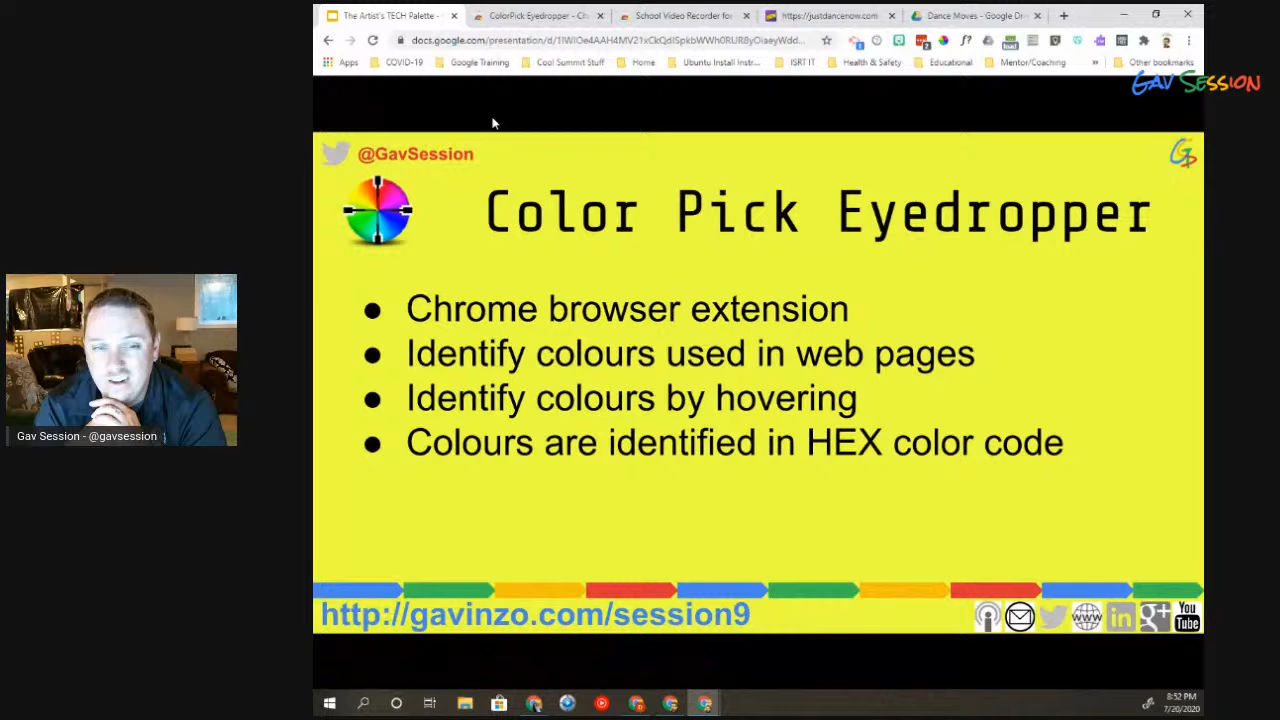 The Artist's TECH Palette -
ColorPick Eyedropper - Ch
School Video Recorder for
https://justdancenow.com
Dance Moves - Google Dr
Apps
COVID-19
Google Training
Cool Summit Stuff
Home
Ubuntu Install Instr...
ISRT IT
Health & Safety
Educational
Mentor/Coaching
Other bookmarks
GAV SESSION
@GavSession
Color Pick Eyedropper
● Chrome browser extension
● Identify colours used in web pages
● Identify colours by hovering
● Colours are identified in HEX color code
Gav Session - @gavsession
http://gavinzo.com/session9
www
in
g+
You
Tube
8:52 PM
7/20/2020